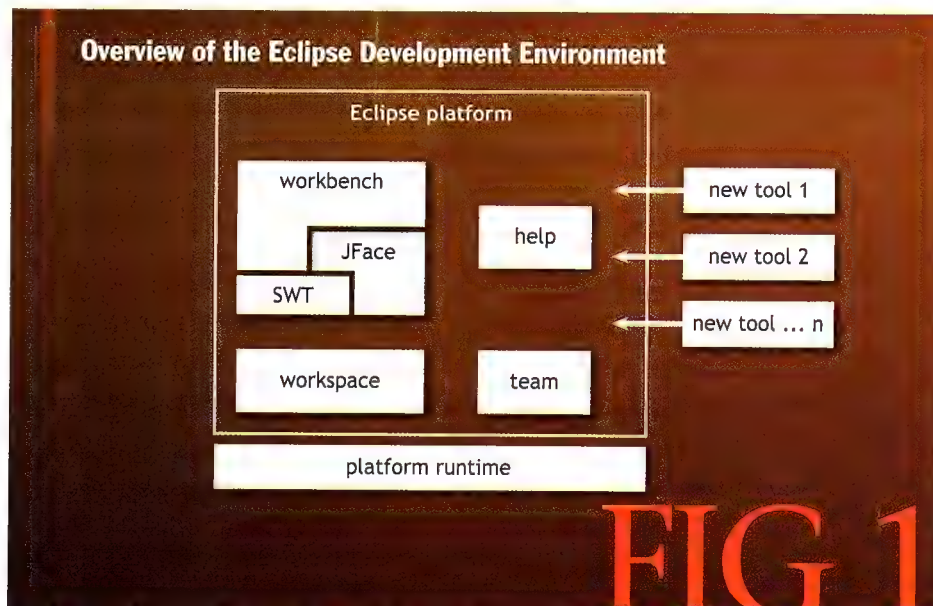 Overview of the Eclipse Development Environment
Eclipse platform
workbench
JFace
SWT
help
workspace
team
new tool 1
new tool 2
new tool ... n
platform runtime
FIG 1